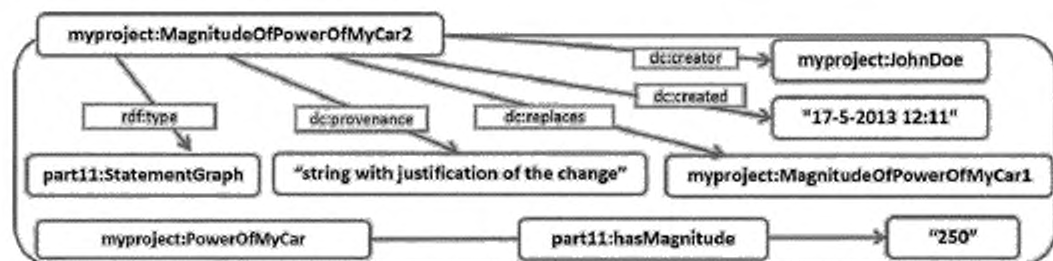 myproject:MagnitudeOfPowerOfMyCar2
dc:creator
myproject:JohnDoe
dc:created
"17-5-2013 12:11"
rdf:type
dc:provenance
dc:replaces
part11:StatementGraph
"string with justification of the change"
myproject:MagnitudeOfPowerOfMyCar1
myproject:PowerOfMyCar
part11:hasMagnitude
"250"